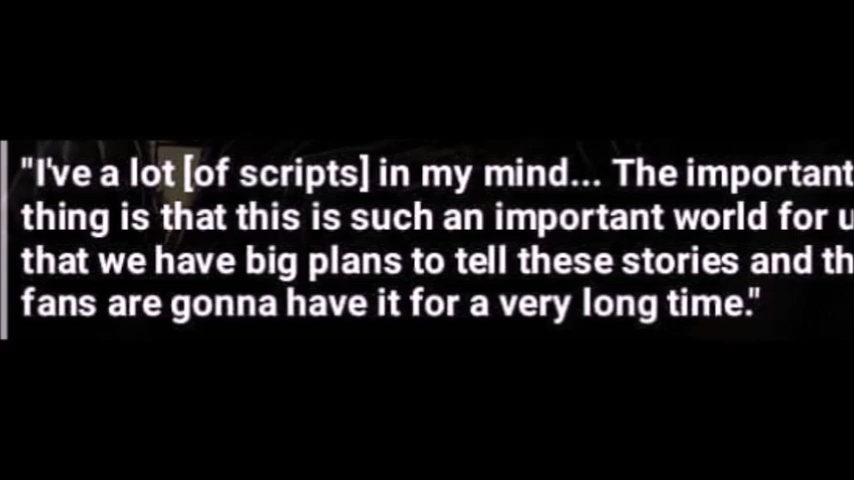 "I've a lot [of scripts] in my mind... The important
thing is that this is such an important world for u
that we have big plans to tell these stories and th
fans are gonna have it for a very long time."